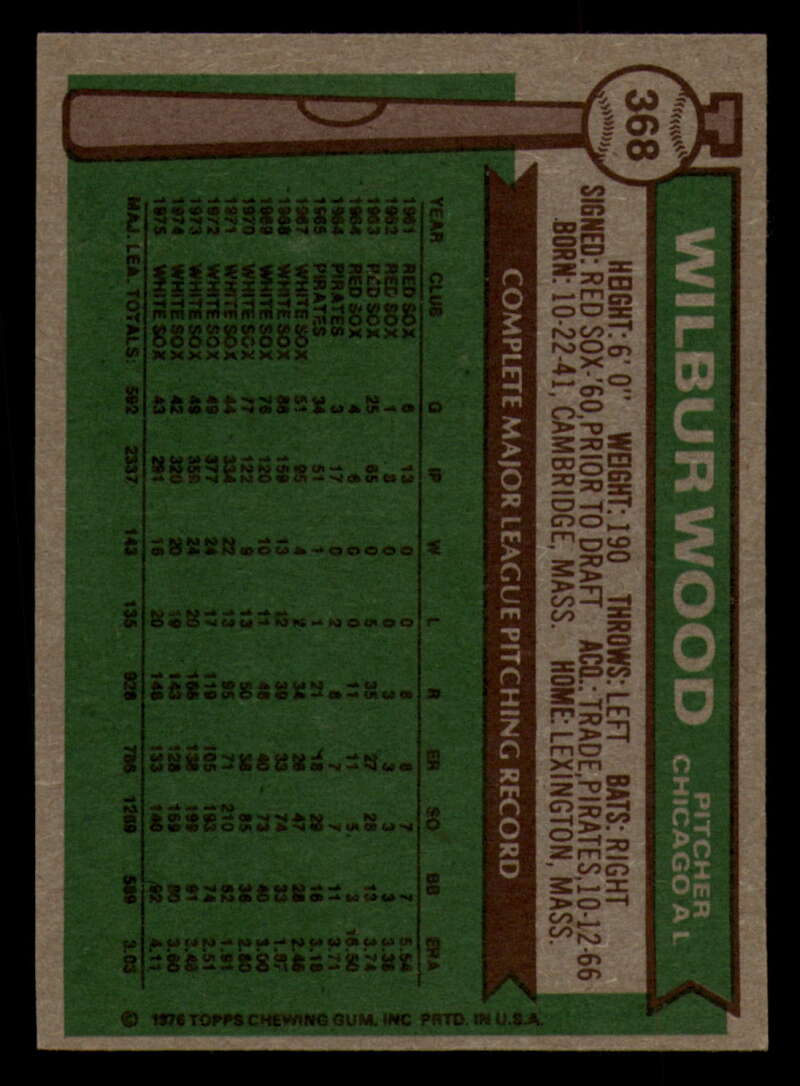 368
WILBUR WOOD
PITCHER
CHICAGO A L
HEIGHT: 6' 0" WEIGHT: 190 THROWS: LEFT BATS: RIGHT
SIGNED: RED SOX-'60, PRIOR TO DRAFT ACQ.: TRADE, PIRATES, 10-12-66
BORN: 10-22-41, CAMBRIDGE, MASS. HOME: LEXINGTON, MASS.
COMPLETE MAJOR LEAGUE PITCHING RECORD
YEAR CLUB G IP W L R ER SO BB ERA
1961 RED SOX 6 13 0 0 8 8 7 7 5.54
1962 RED SOX 1 8 0 0 3 3 3 3 3.38
1963 RED SOX 25 65 0 5 35 27 28 13 3.74
1964 RED SOX 4 6 0 0 11 11 5 3 16.50
1964 PIRATES 3 17 0 2 8 7 7 11 3.71
1965 PIRATES 34 51 1 1 21 18 29 16 3.18
1967 WHITE SOX 51 95 4 2 34 26 47 28 2.46
1968 WHITE SOX 88 159 13 12 39 33 74 33 1.87
1969 WHITE SOX 76 120 10 11 48 40 73 40 3.00
1970 WHITE SOX 77 122 9 13 50 38 85 36 2.80
1971 WHITE SOX 44 334 22 13 95 71 210 62 1.91
1972 WHITE SOX 49 377 24 17 119 105 193 74 2.51
1973 WHITE SOX 49 359 24 20 166 138 199 91 3.46
1974 WHITE SOX 42 320 20 19 143 128 169 80 3.60
1975 WHITE SOX 43 291 16 20 148 133 140 92 4.11
MAJ. LEA. TOTALS: 592 2337 143 135 928 786 1269 589 3.03
© 1976 TOPPS CHEWING GUM, INC PRTD. IN U.S.A.